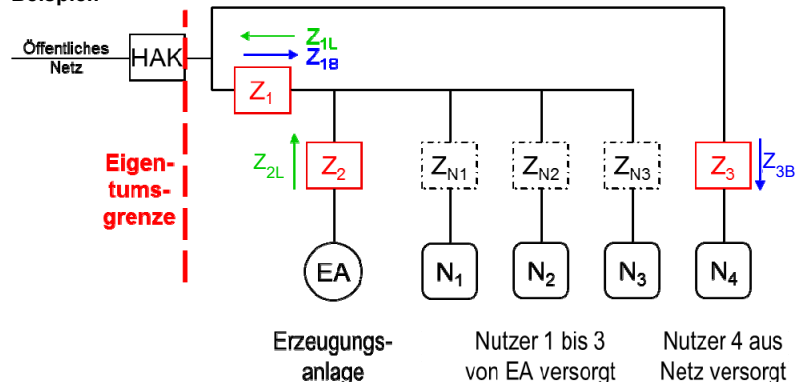 Beispiel:
Öffentliches
Netz
HAK
Z1L
Z1B
Z1
Eigen-
tums-
grenze
Z2L
Z2
ZN1
ZN2
ZN3
Z3
Z3B
EA
N1
N2
N3
N4
Erzeugungs-
anlage
Nutzer 1 bis 3
von EA versorgt
Nutzer 4 aus
Netz versorgt